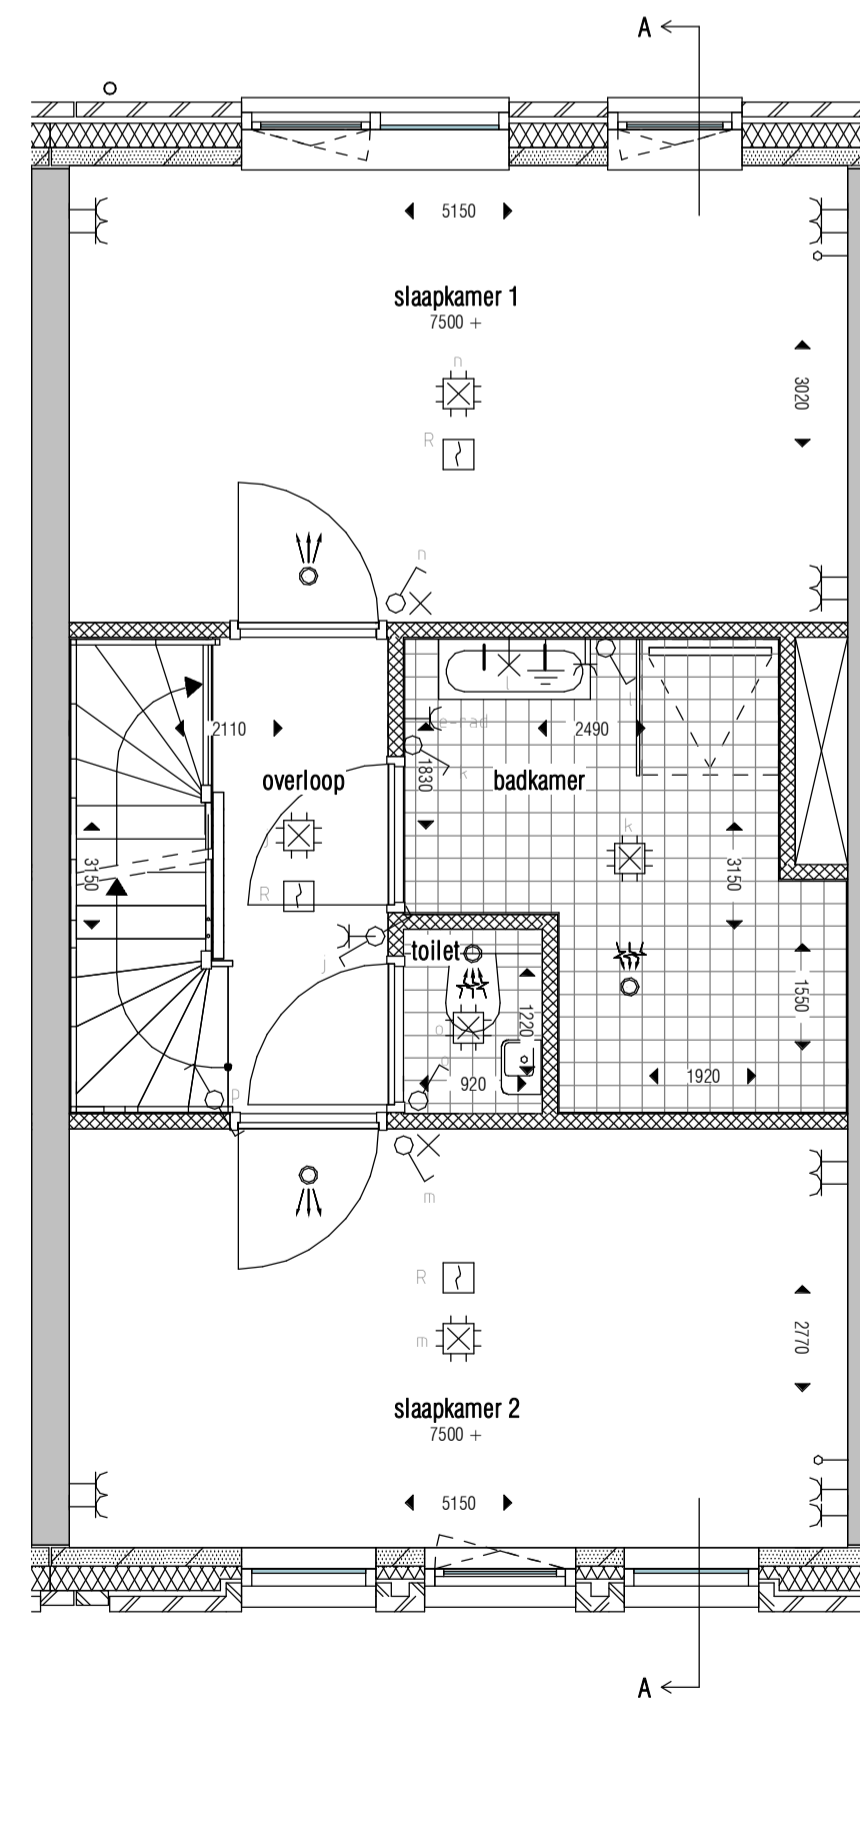 A
5150
slaapkamer 1
7500 +
n
3020
R
n
2110
e-rad
2490
l
l
overloop
1830
k
badkamer
k
j
R
3150
3150
j
toilet
1550
o
1220
o
920
1920
p
m
R
m
2770
slaapkamer 2
7500 +
5150
A